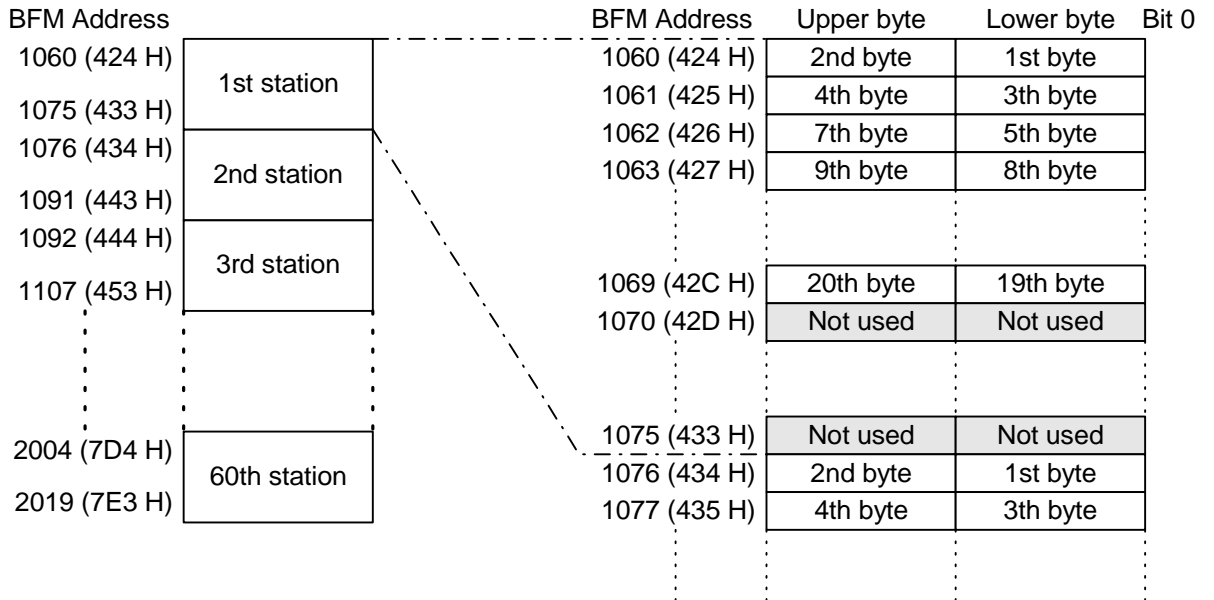 BFM Address
1060 (424 H)
1st station
1075 (433 H)
1076 (434 H)
2nd station
1091 (443 H)
1092 (444 H)
3rd station
1107 (453 H)
2004 (7D4 H)
60th station
2019 (7E3 H)
BFM Address Upper byte Lower byte Bit 0
1060 (424 H) 2nd byte 1st byte
1061 (425 H) 4th byte 3th byte
1062 (426 H) 7th byte 5th byte
1063 (427 H) 9th byte 8th byte
1069 (42C H) 20th byte 19th byte
1070 (42D H) Not used Not used
1075 (433 H) Not used Not used
1076 (434 H) 2nd byte 1st byte
1077 (435 H) 4th byte 3th byte